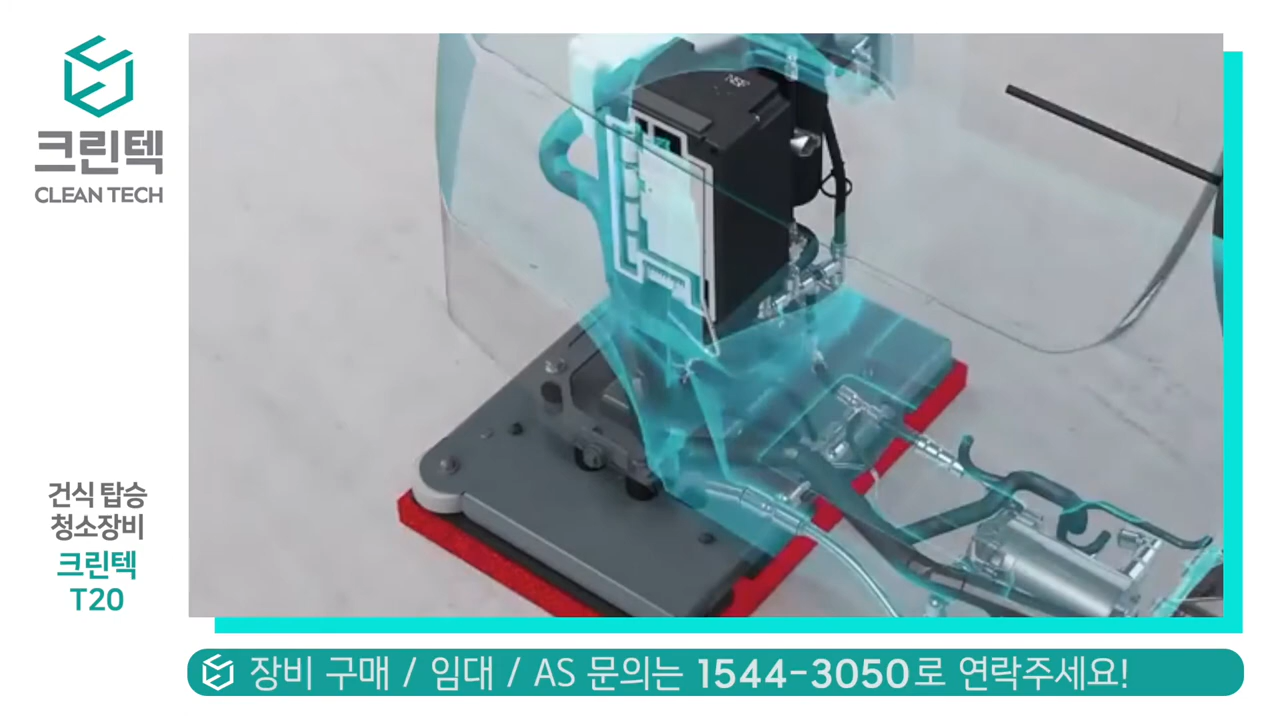 크린텍
CLEAN TECH
건식 탑승
청소장비
크린텍
T20
장비 구매 / 임대 / AS 문의는 1544-3050로 연락주세요!